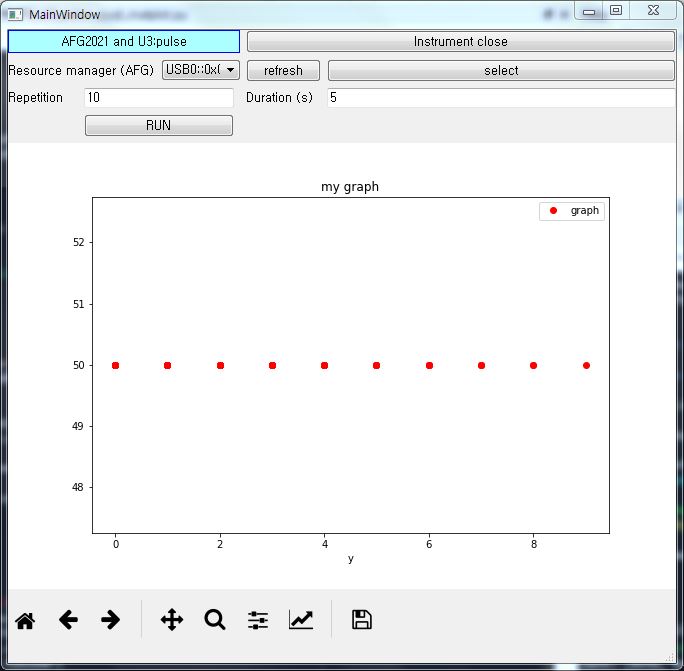 MainWindow
AFG2021 and U3:pulse Instrument close
Resource manager (AFG) USB0::0x( refresh select
Repetition 10 Duration (s) 5
RUN
my graph
graph
52
51
50
49
48
0 2 4 6 8
y